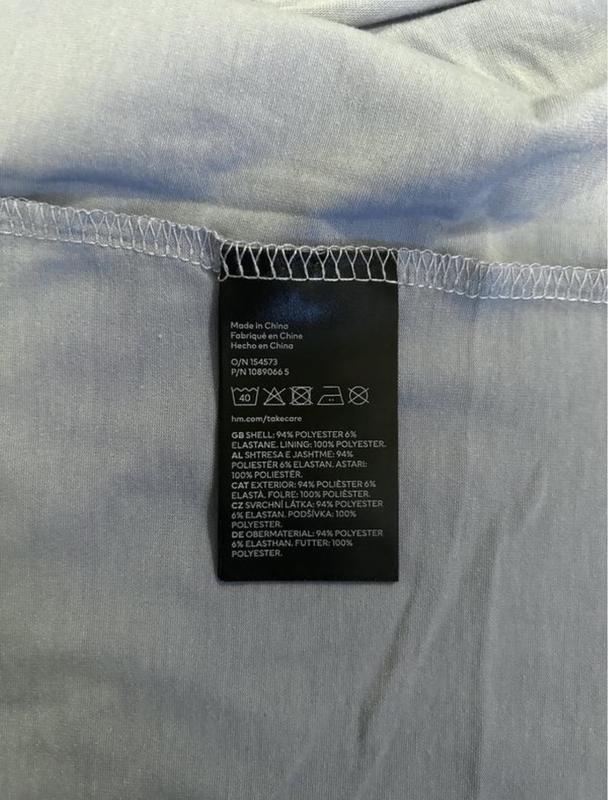 Made in China
Fabriqué en Chine
Hecho en China
O/N 154573
P/N 1089066 5
40
hm.com/takecare
GB SHELL: 94% POLYESTER 6%
ELASTANE. LINING: 100% POLYESTER.
AL SHTRESA E JASHTME: 94%
POLIESTËR 6% ELASTAN. ASTARI:
100% POLIESTËR.
CAT EXTERIOR: 94% POLIÈSTER 6%
ELASTÀ. FOLRE: 100% POLIÈSTER.
CZ SVRCHNÍ LÁTKA: 94% POLYESTER
6% ELASTAN. PODŠÍVKA: 100%
POLYESTER.
DE OBERMATERIAL: 94% POLYESTER
6% ELASTHAN. FUTTER: 100%
POLYESTER.